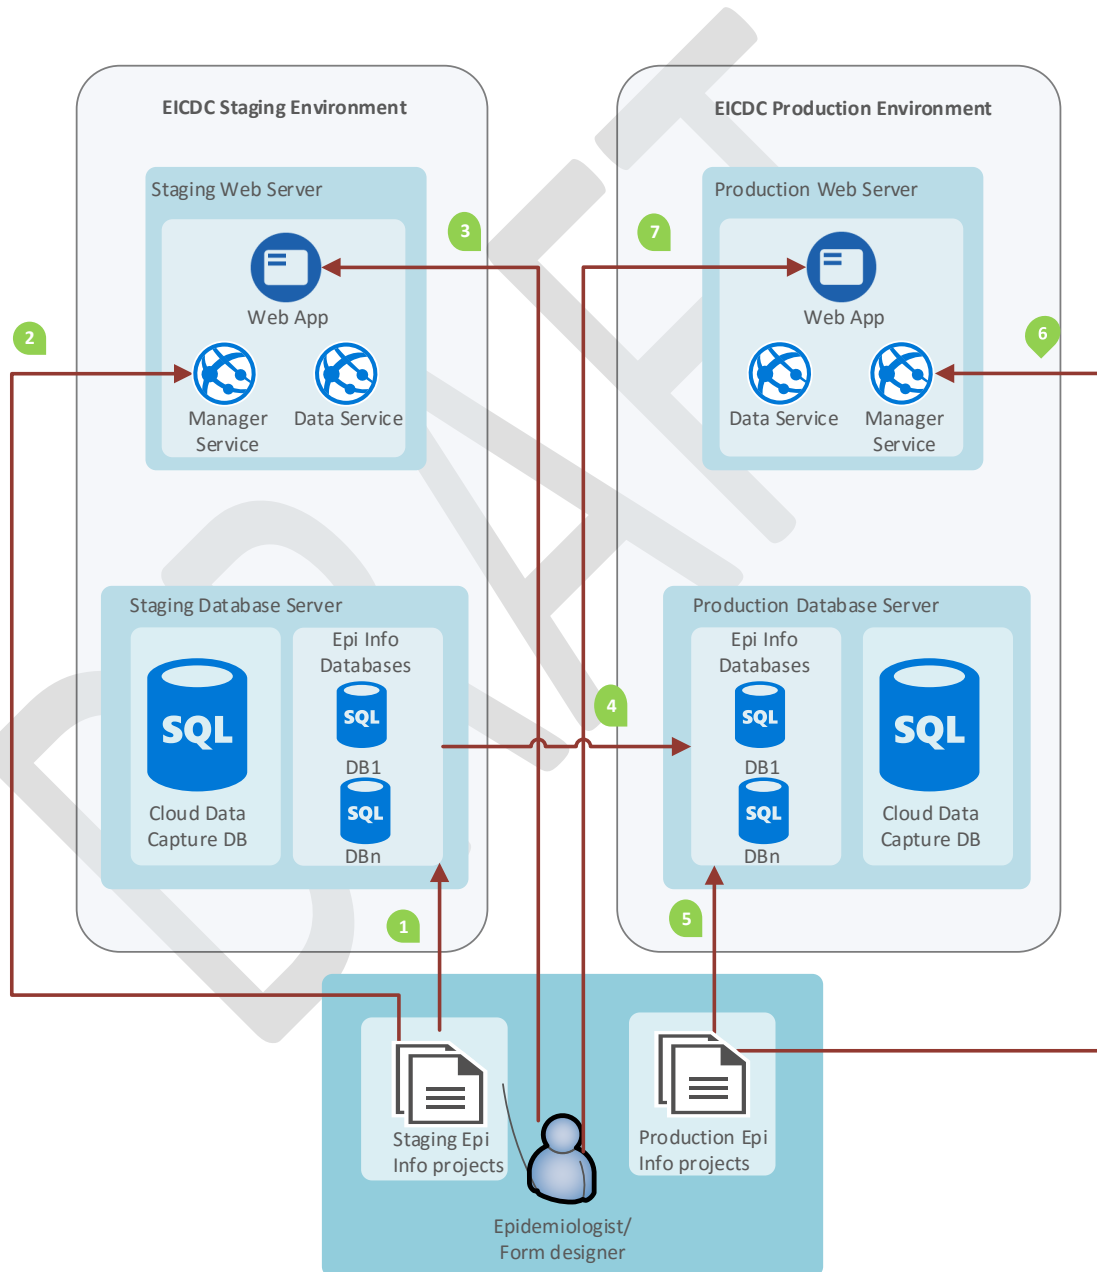 EICDC Staging Environment
Staging Web Server
3
Web App
2
Manager
Service
Data Service
Staging Database Server
SQL
Cloud Data
Capture DB
Epi Info
Databases
SQL
DB1
SQL
DBn
1
4
EICDC Production Environment
Production Web Server
7
Web App
6
Data Service
Manager
Service
Production Database Server
Epi Info
Databases
SQL
DB1
SQL
DBn
SQL
Cloud Data
Capture DB
5
Staging Epi
Info projects
Production Epi
Info projects
Epidemiologist/
Form designer
DRAFT